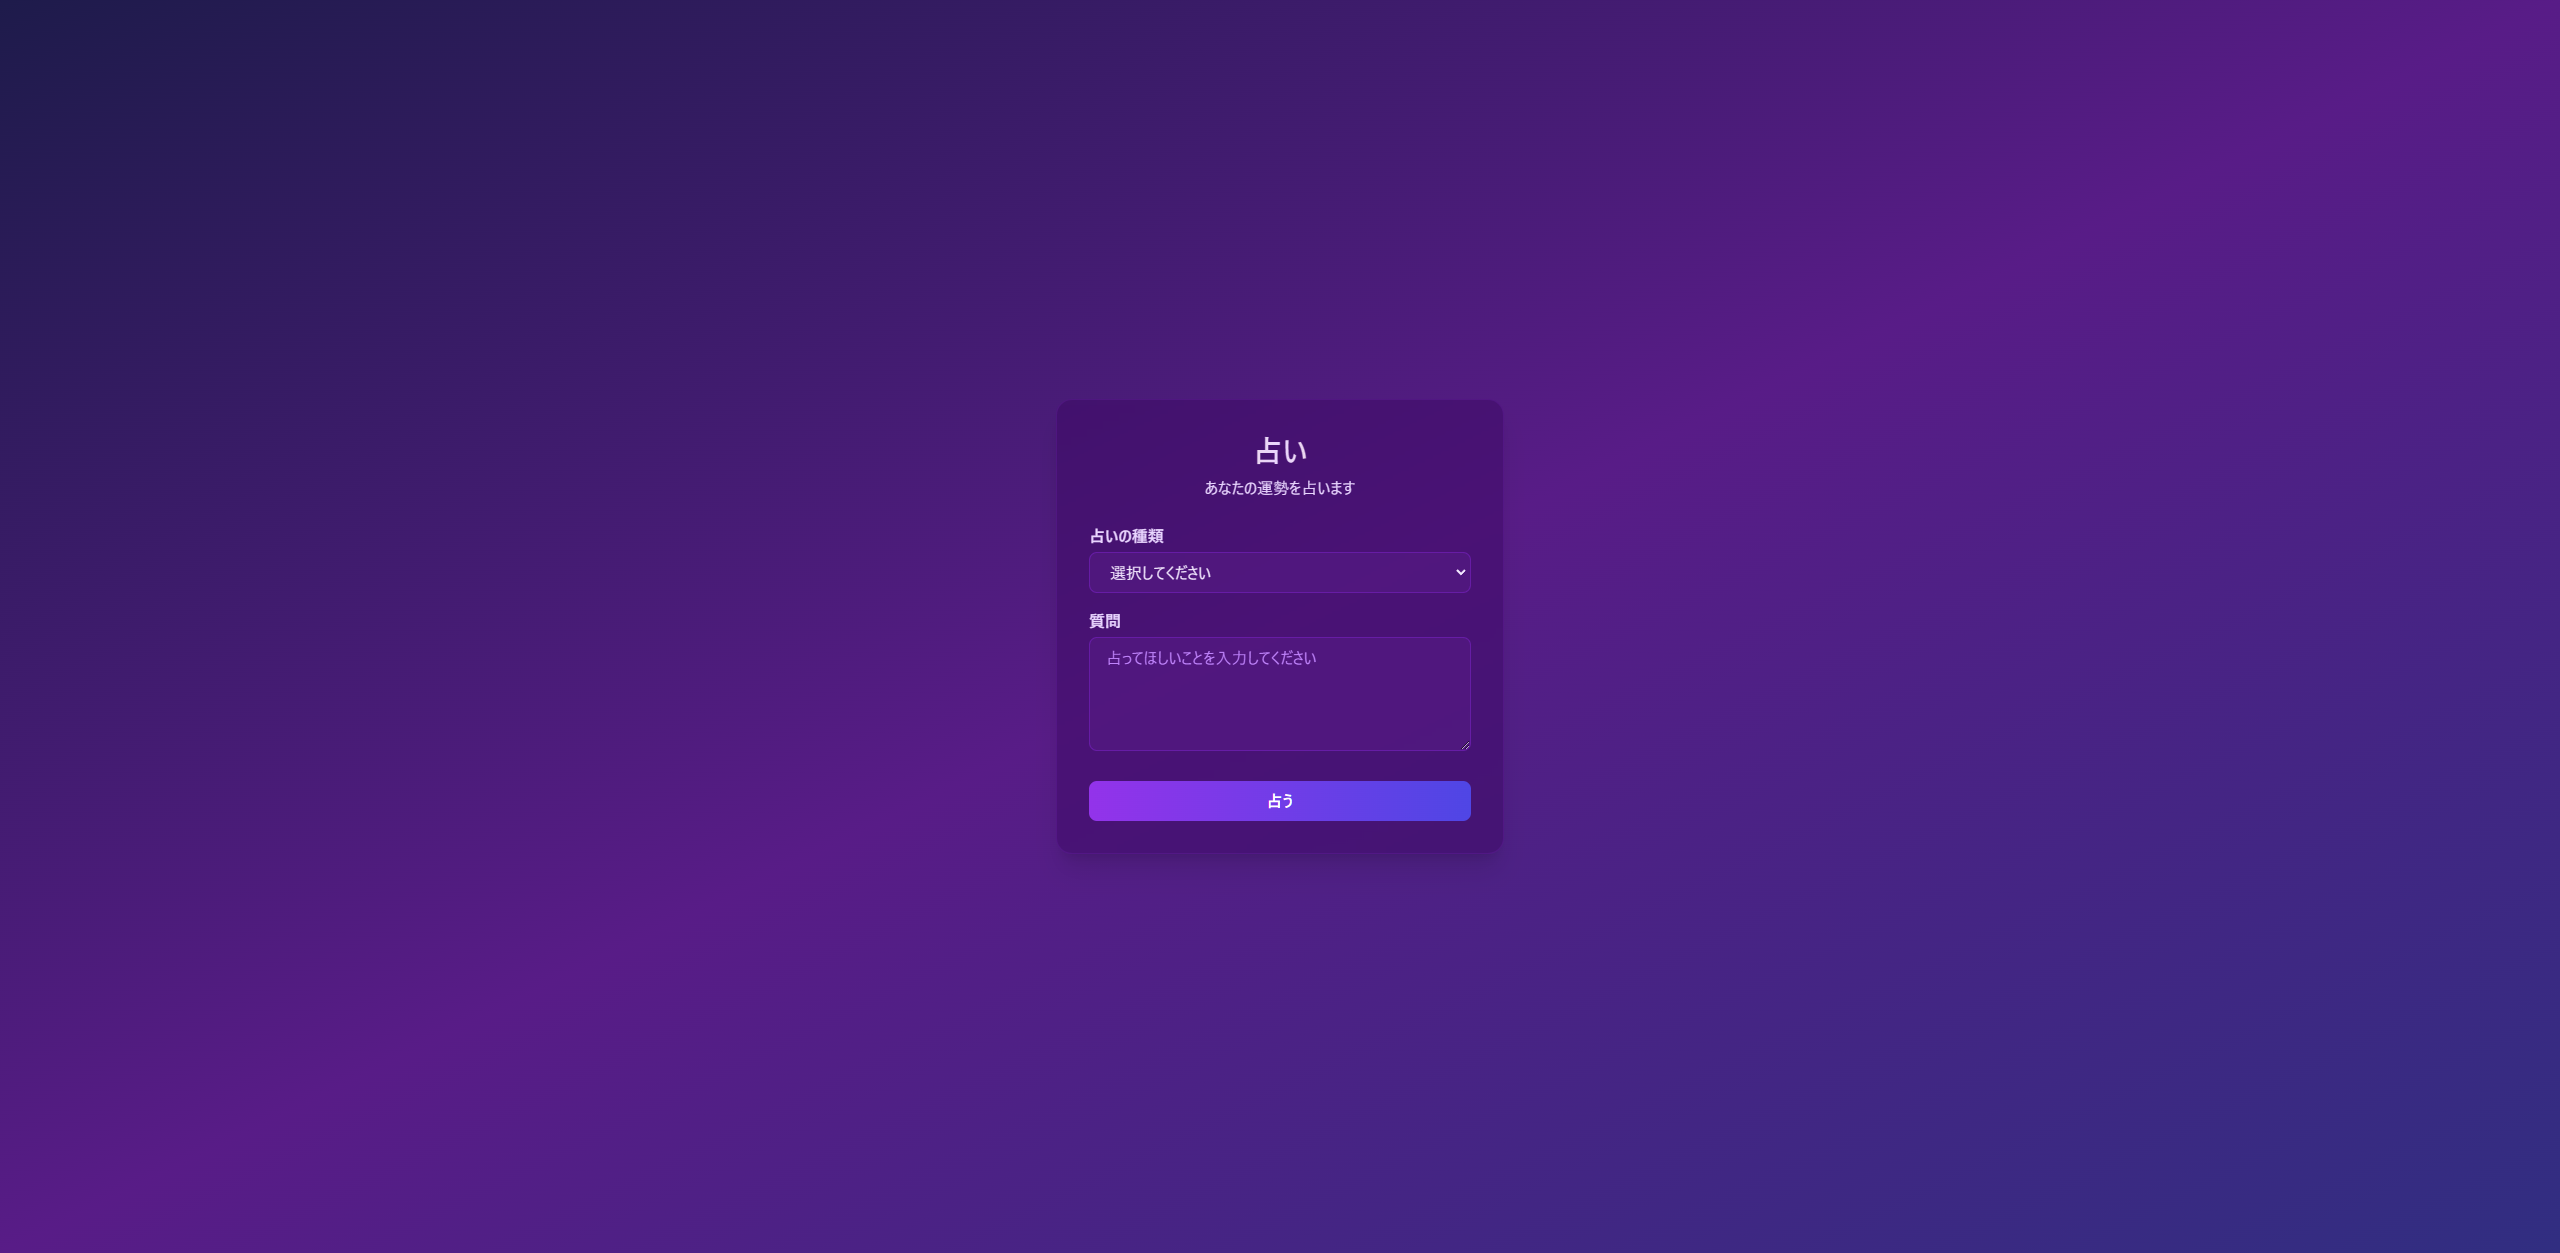 占い
あなたの運勢を占います
占いの種類
選択してください
質問
占ってほしいことを入力してください
占う